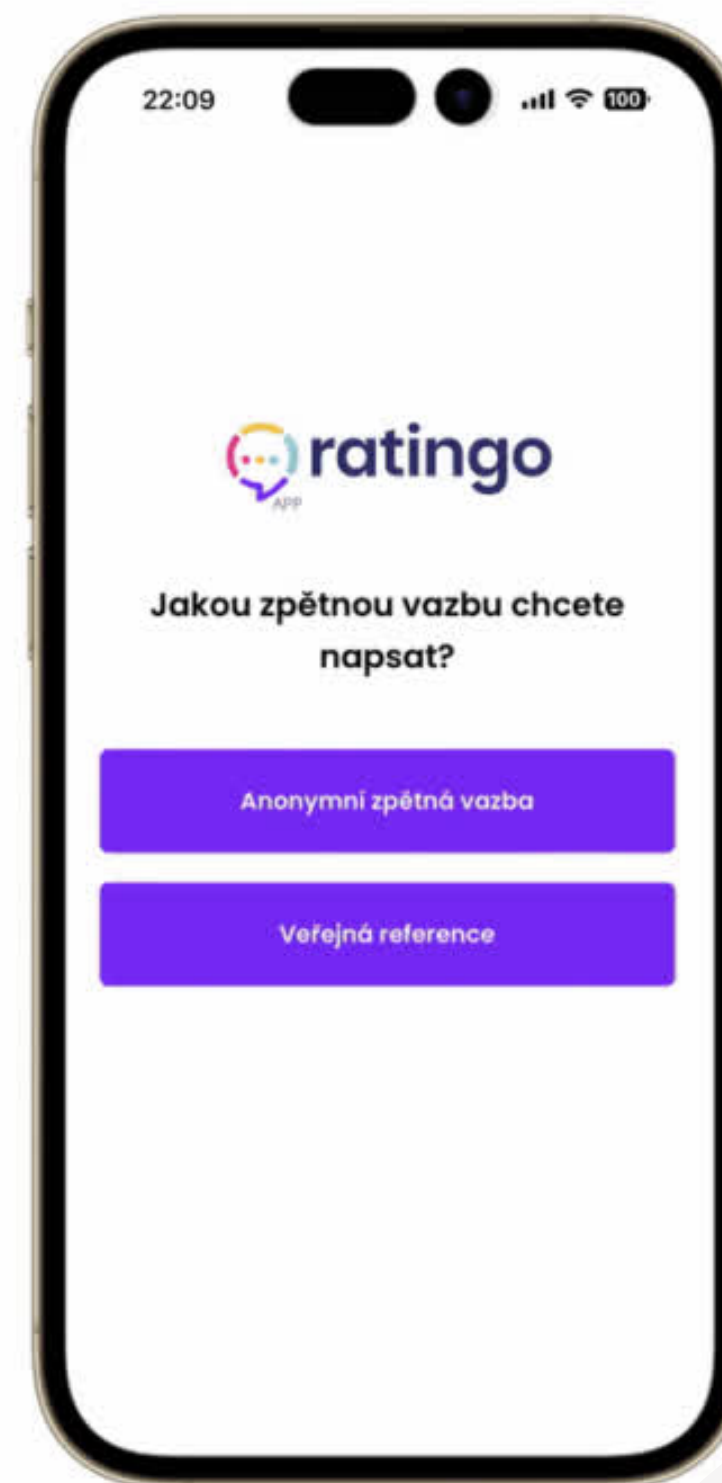 22:09
100
ratingo
APP
Jakou zpětnou vazbu chcete
napsat?
Anonymní zpětná vazba
Veřejná reference